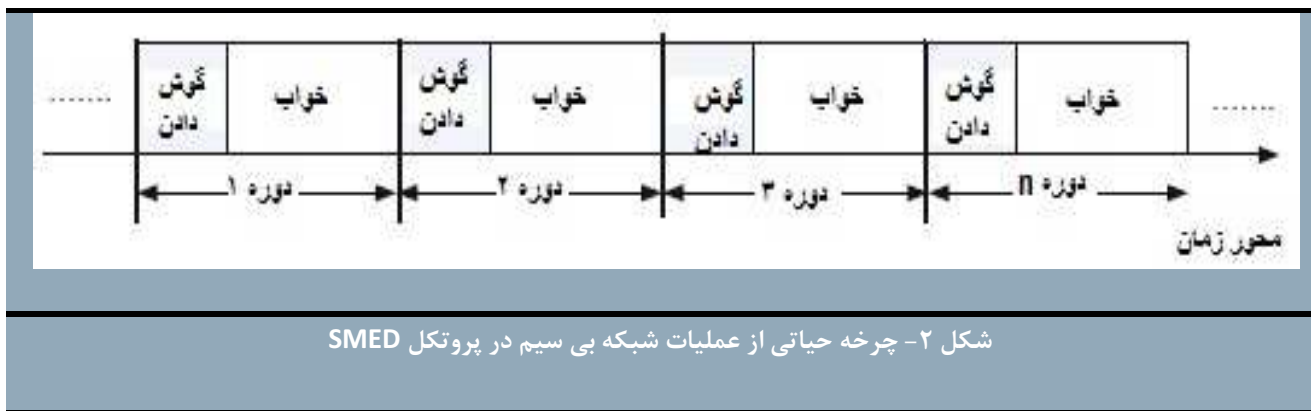 ....... گوش دادن خواب گوش دادن خواب گوش دادن خواب گوش دادن خواب .......
دوره ۱ دوره ۲ دوره ۳ دوره n
محور زمان
شکل ۲- چرخه حیاتی از عملیات شبکه بی سیم در پروتکل SMED